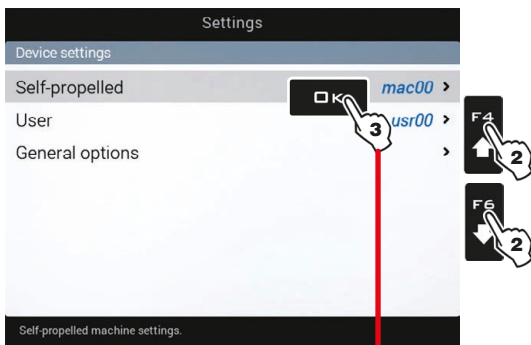 Settings
Device settings
Self-propelled mac00 >
OK
3
User usr00 >
General options >
F4
2
F6
2
Self-propelled machine settings.